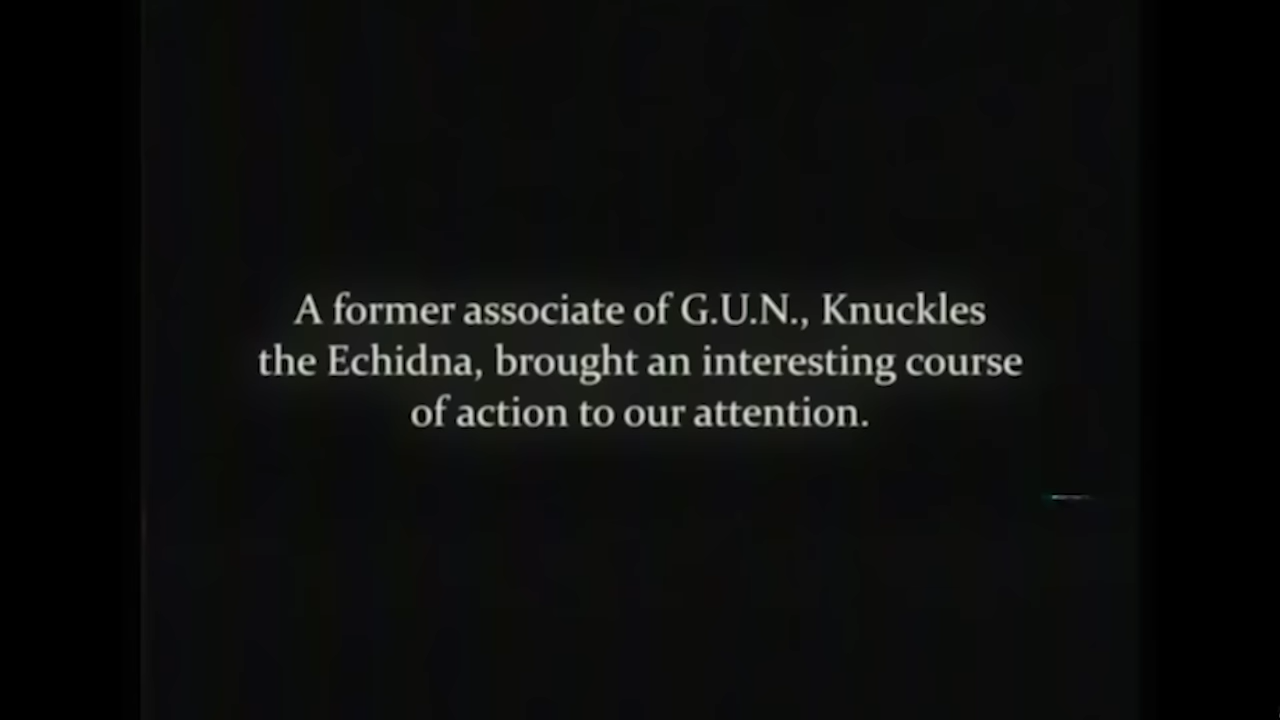 A former associate of G.U.N., Knuckles
the Echidna, brought an interesting course
of action to our attention.